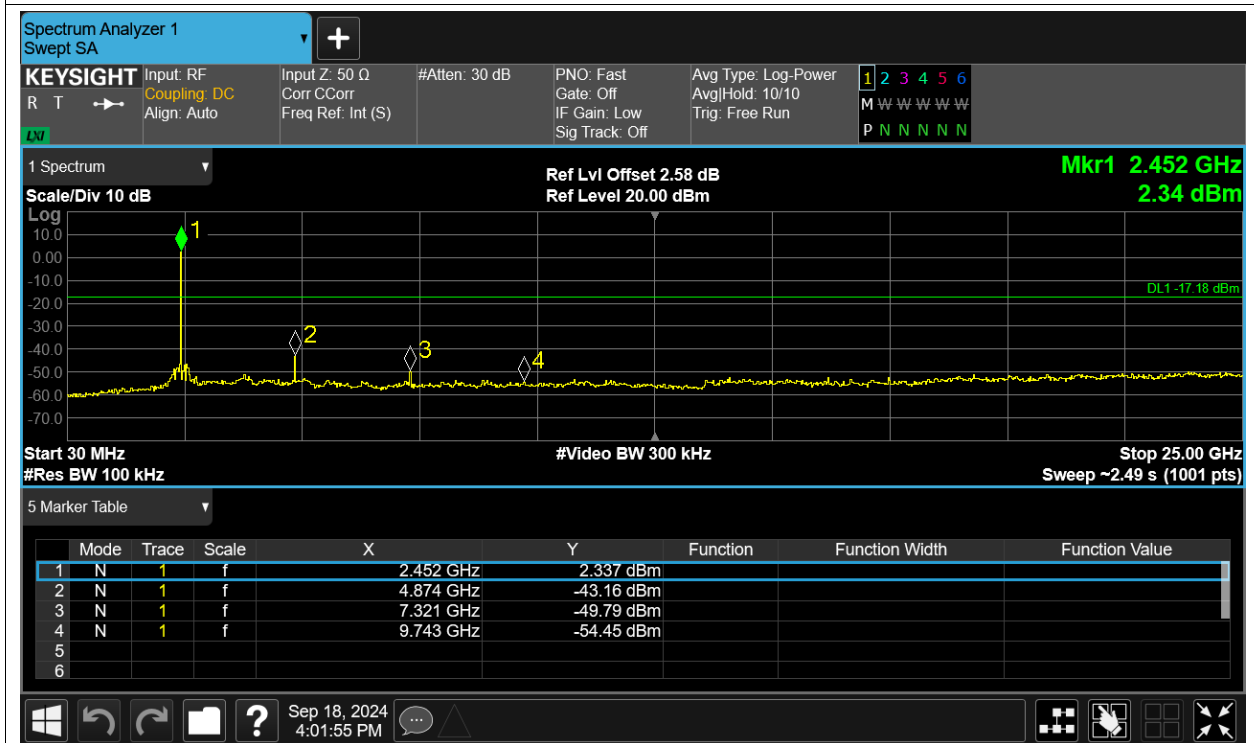 Spectrum Analyzer 1
Swept SA
+
KEYSIGHT
R T
LXI
Input: RF
Coupling: DC
Align: Auto
Input Z: 50 Ω
Corr CCorr
Freq Ref: Int (S)
#Atten: 30 dB
PNO: Fast
Gate: Off
IF Gain: Low
Sig Track: Off
Avg Type: Log-Power
Avg|Hold: 10/10
Trig: Free Run
1 2 3 4 5 6
M W W W W W
P N N N N N
1 Spectrum
Scale/Div 10 dB
Ref Lvl Offset 2.58 dB
Ref Level 20.00 dBm
Mkr1 2.452 GHz
2.34 dBm
Log
10.0
0.00
-10.0
-20.0
-30.0
-40.0
-50.0
-60.0
-70.0
1
2
3
4
DL1 -17.18 dBm
Start 30 MHz
#Video BW 300 kHz
Stop 25.00 GHz
#Res BW 100 kHz
Sweep ~2.49 s (1001 pts)
5 Marker Table
Mode Trace Scale X Y Function Function Width Function Value
1 N 1 f 2.452 GHz 2.337 dBm
2 N 1 f 4.874 GHz -43.16 dBm
3 N 1 f 7.321 GHz -49.79 dBm
4 N 1 f 9.743 GHz -54.45 dBm
5
6
?
Sep 18, 2024
4:01:55 PM